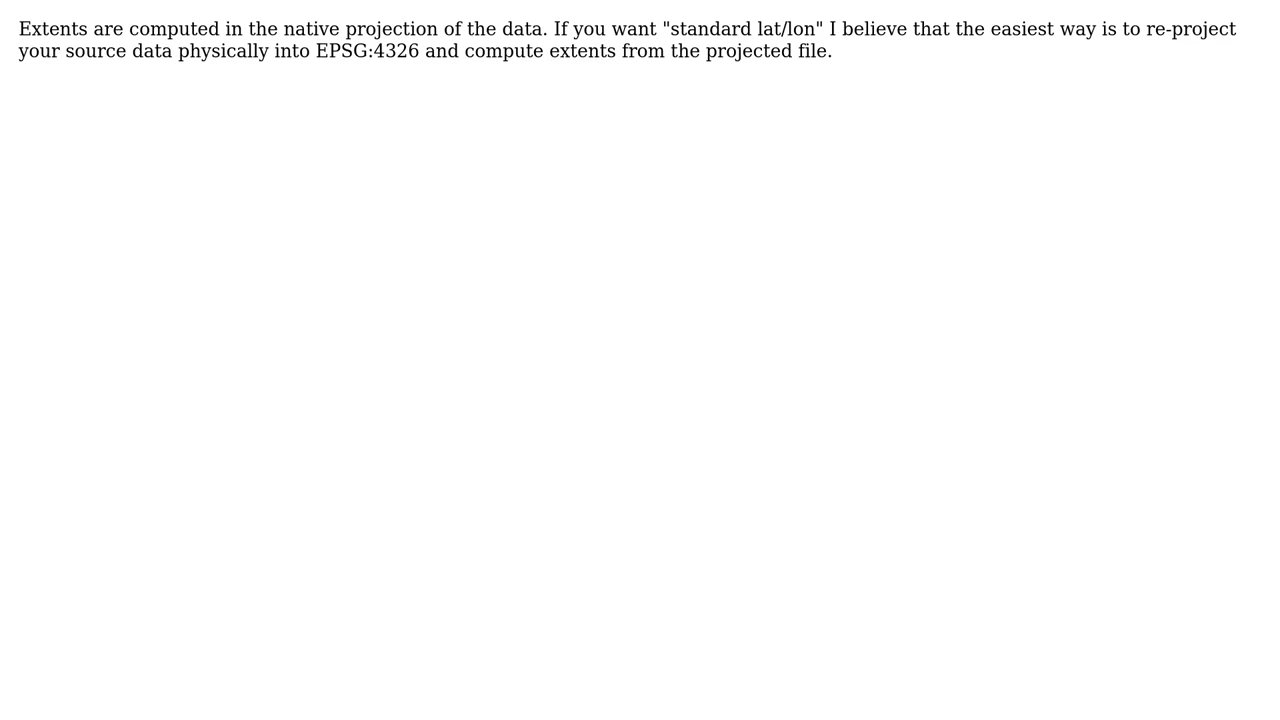 Extents are computed in the native projection of the data. If you want "standard lat/lon" I believe that the easiest way is to re-project
your source data physically into EPSG:4326 and compute extents from the projected file.